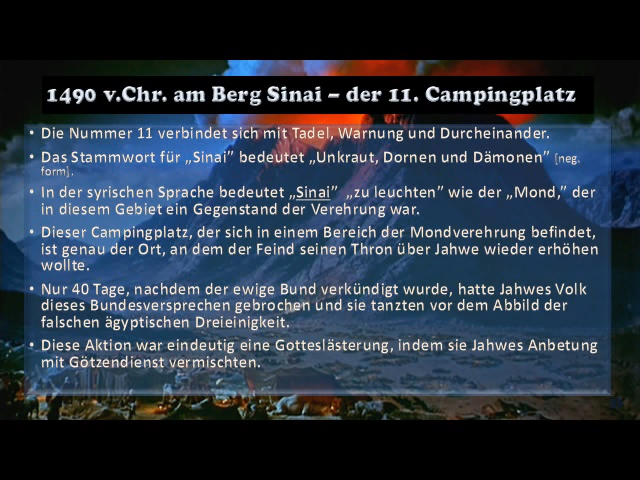 1490 v.Chr. am Berg Sinai – der 11. Campingplatz
• Die Nummer 11 verbindet sich mit Tadel, Warnung und Durcheinander.
• Das Stammwort für „Sinai” bedeutet „Unkraut, Dornen und Dämonen” [neg.
form].
• In der syrischen Sprache bedeutet „Sinai” „zu leuchten” wie der „Mond,” der
in diesem Gebiet ein Gegenstand der Verehrung war.
• Dieser Campingplatz, der sich in einem Bereich der Mondverehrung befindet,
ist genau der Ort, an dem der Feind seinen Thron über Jahwe wieder erhöhen
wollte.
• Nur 40 Tage, nachdem der ewige Bund verkündigt wurde, hatte Jahwes Volk
dieses Bundesversprechen gebrochen und sie tanzten vor dem Abbild der
falschen ägyptischen Dreieinigkeit.
• Diese Aktion war eindeutig eine Gotteslästerung, indem sie Jahwes Anbetung
mit Götzendienst vermischten.